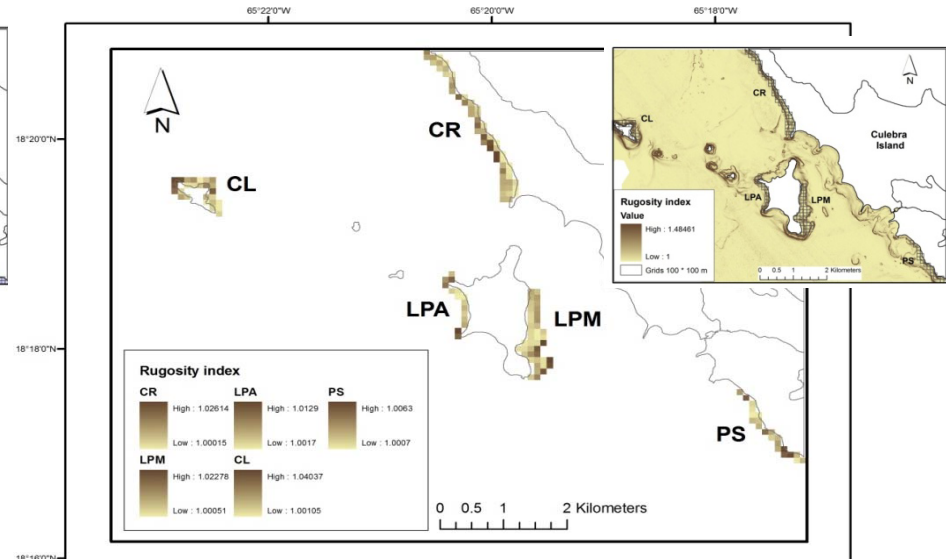 65°22'0"W
65°20'0"W
65°18'0"W
18°20'0"N
18°18'0"N
18°16'0"N
N
CR
CL
LPA
LPM
PS
Rugosity index
CR
LPA
PS
High : 1.02614
High : 1.0129
High : 1.0063
Low : 1.00015
Low : 1.0017
Low : 1.0007
LPM
CL
High : 1.02278
High : 1.04037
Low : 1.00051
Low : 1.00105
0 0.5 1 2 Kilometers
N
CR
CL
Culebra
Island
LPA
LPM
PS
Rugosity index
Value
High : 1.48461
Low : 1
Grids 100 * 100 m
0 0.5 1 2 Kilometers